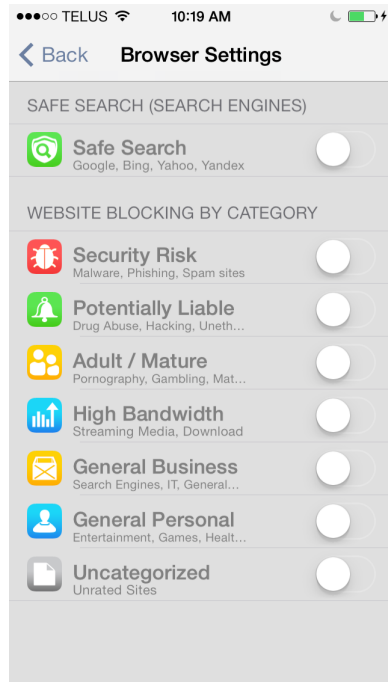 TELUS 10:19 AM
Back Browser Settings
SAFE SEARCH (SEARCH ENGINES)
Safe Search
Google, Bing, Yahoo, Yandex
WEBSITE BLOCKING BY CATEGORY
Security Risk
Malware, Phishing, Spam sites
Potentially Liable
Drug Abuse, Hacking, Uneth...
Adult / Mature
Pornography, Gambling, Mat...
High Bandwidth
Streaming Media, Download
General Business
Search Engines, IT, General...
General Personal
Entertainment, Games, Healt...
Uncategorized
Unrated Sites